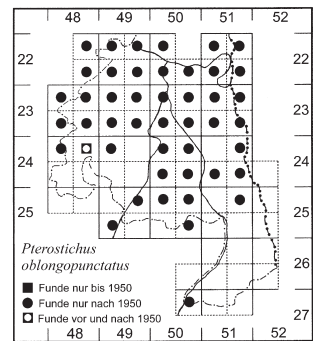 48 49 50 51 52
22 22
23 23
24 24
25 25
26
Pterostichus
oblongopunctatus
Funde nur bis 1950
Funde nur nach 1950
Funde vor und nach 1950
27 27
48 49 50 51 52